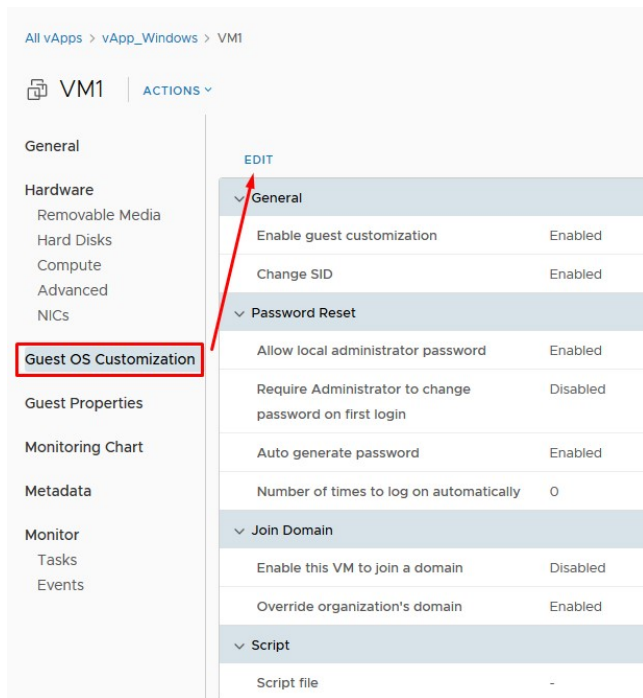 All vApps > vApp_Windows > VM1
VM1 ACTIONS
General
Hardware
Removable Media
Hard Disks
Compute
Advanced
NICs
Guest OS Customization
Guest Properties
Monitoring Chart
Metadata
Monitor
Tasks
Events
EDIT
General
Enable guest customization Enabled
Change SID Enabled
Password Reset
Allow local administrator password Enabled
Require Administrator to change Disabled
password on first login
Auto generate password Enabled
Number of times to log on automatically 0
Join Domain
Enable this VM to join a domain Disabled
Override organization's domain Enabled
Script
Script file -